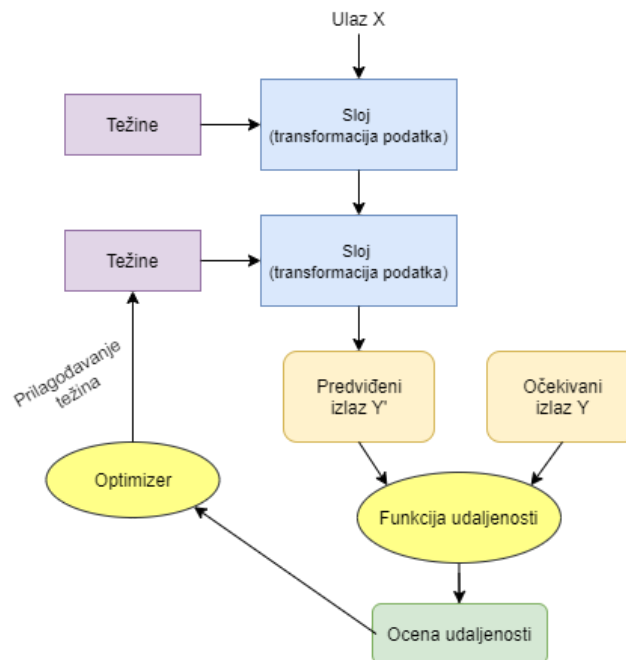 Ulaz X
Težine
Sloj
(transformacija podatka)
Težine
Sloj
(transformacija podatka)
Prilagođavanje
težina
Predviđeni
izlaz Y'
Očekivani
izlaz Y
Optimizer
Funkcija udaljenosti
Ocena udaljenosti